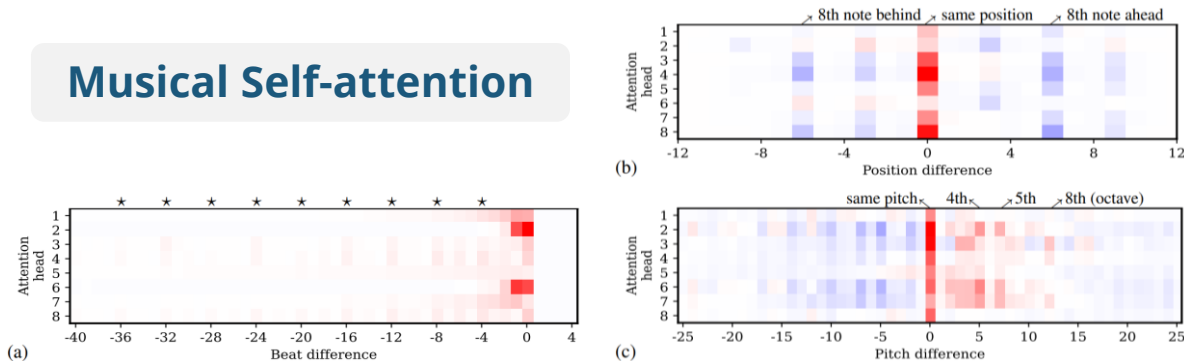 Musical Self-attention
8th note behind same position 8th note ahead
Attention head
1
2
3
4
5
6
7
8
-12 -8 -4 0 4 8 12
(b) Position difference
★ ★ ★ ★ ★ ★ ★ ★ ★
Attention head
1
2
3
4
5
6
7
8
-40 -36 -32 -28 -24 -20 -16 -12 -8 -4 0 4
(a) Beat difference
same pitch 4th 5th 8th (octave)
Attention head
1
2
3
4
5
6
7
8
-25 -20 -15 -10 -5 0 5 10 15 20 25
(c) Pitch difference